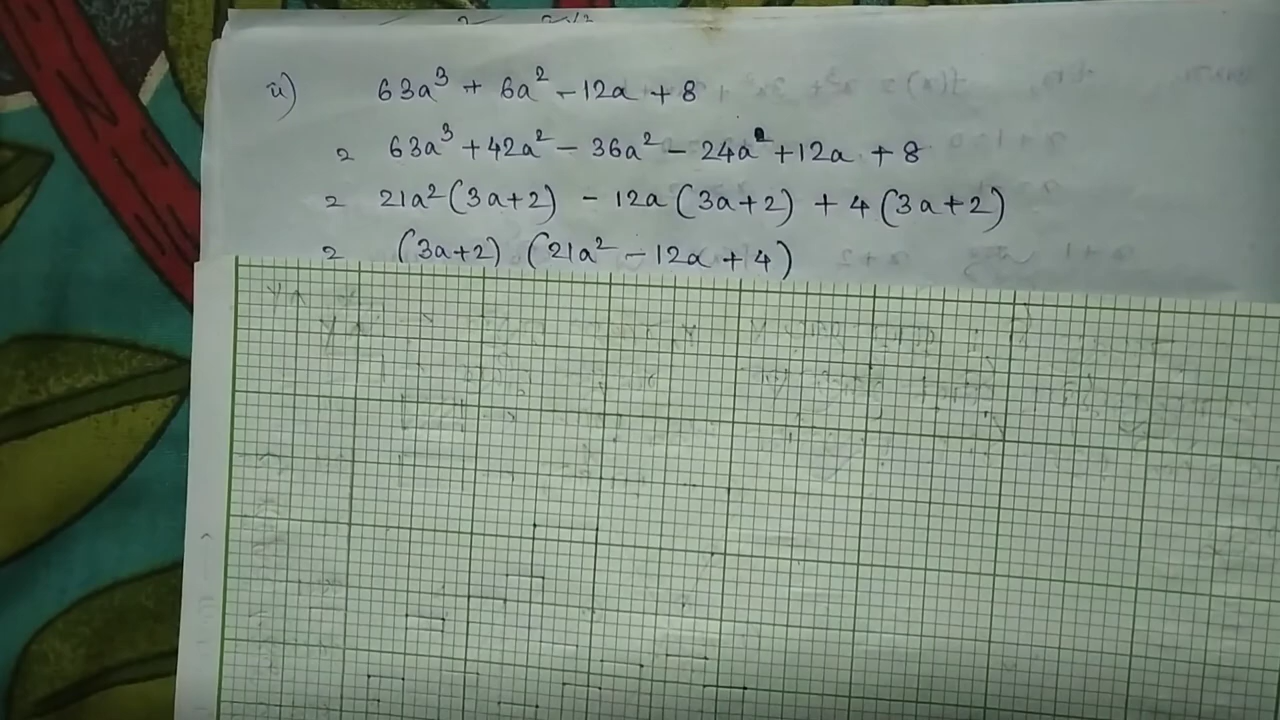 ii) 63a³ + 6a² - 12a + 8
= 63a³ + 42a² - 36a² - 24a + 12a + 8
= 21a² (3a+2) - 12a (3a+2) + 4 (3a+2)
= (3a+2) (21a² - 12a + 4)